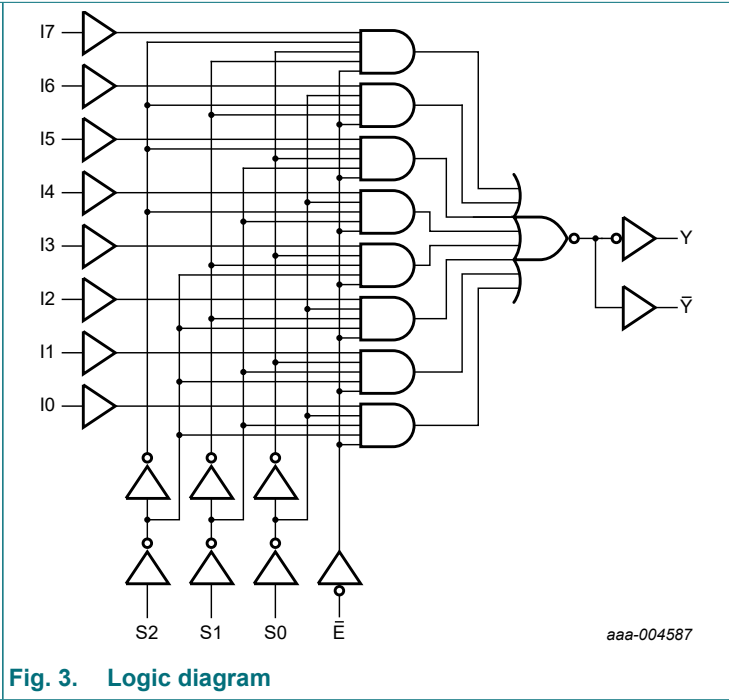 I7
I6
I5
I4
I3
I2
I1
I0
Y
Ȳ
S2 S1 S0 Ē
aaa-004587
Fig. 3. Logic diagram